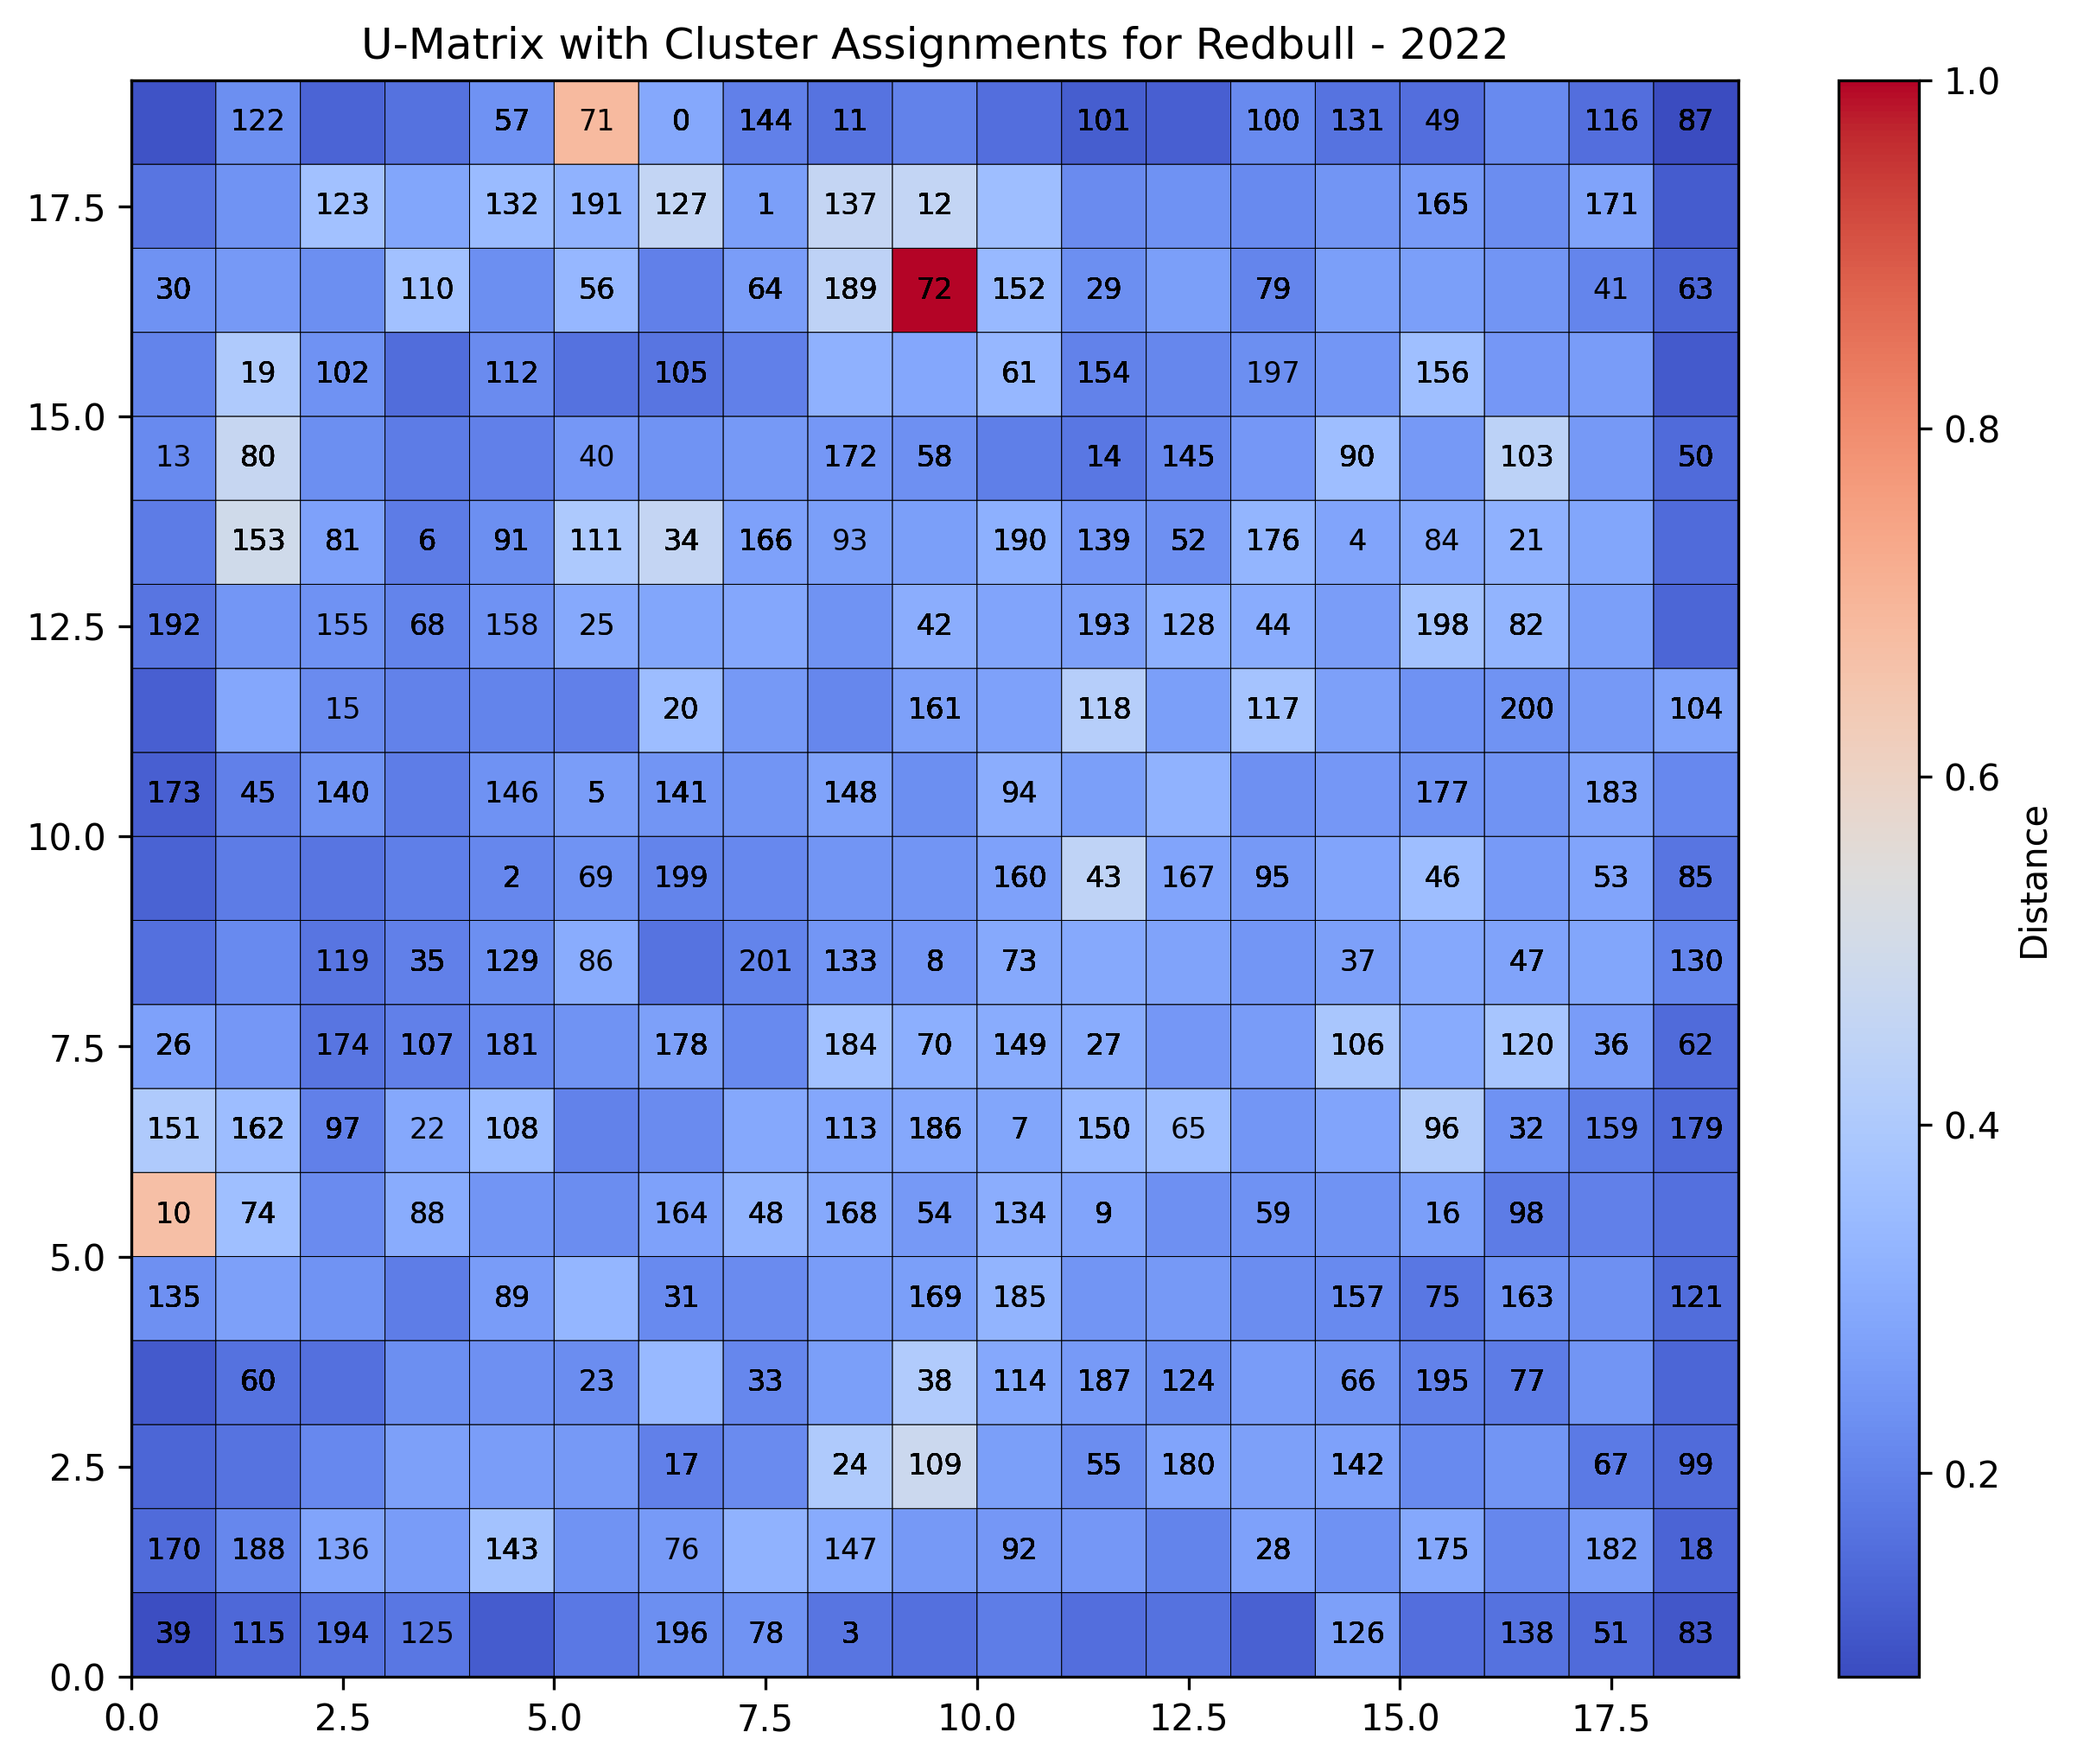 U-Matrix with Cluster Assignments for Redbull - 2022
122 57 71 0 144 11 101 100 131 49 116 87
1.0
17.5
123 132 191 127 1 137 12 165 171
30 110 56 64 189 72 152 29 79 41 63
19 102 112 105 61 154 197 156
15.0
0.8
13 80 40 172 58 14 145 90 103 50
153 81 6 91 111 34 166 93 190 139 52 176 4 84 21
12.5
192 155 68 158 25 42 193 128 44 198 82
15 20 161 118 117 200 104
0.6
173 45 140 146 5 141 148 94 177 183
10.0
2 69 199 160 43 167 95 46 53 85
Distance
119 35 129 86 201 133 8 73 37 47 130
7.5
26 174 107 181 178 184 70 149 27 106 120 36 62
151 162 97 22 108 113 186 7 150 65 96 32 159 179
0.4
10 74 88 164 48 168 54 134 9 59 16 98
5.0
135 89 31 169 185 157 75 163 121
60 23 33 38 114 187 124 66 195 77
2.5
17 24 109 55 180 142 67 99
0.2
170 188 136 143 76 147 92 28 175 182 18
39 115 194 125 196 78 3 126 138 51 83
0.0
0.0 2.5 5.0 7.5 10.0 12.5 15.0 17.5